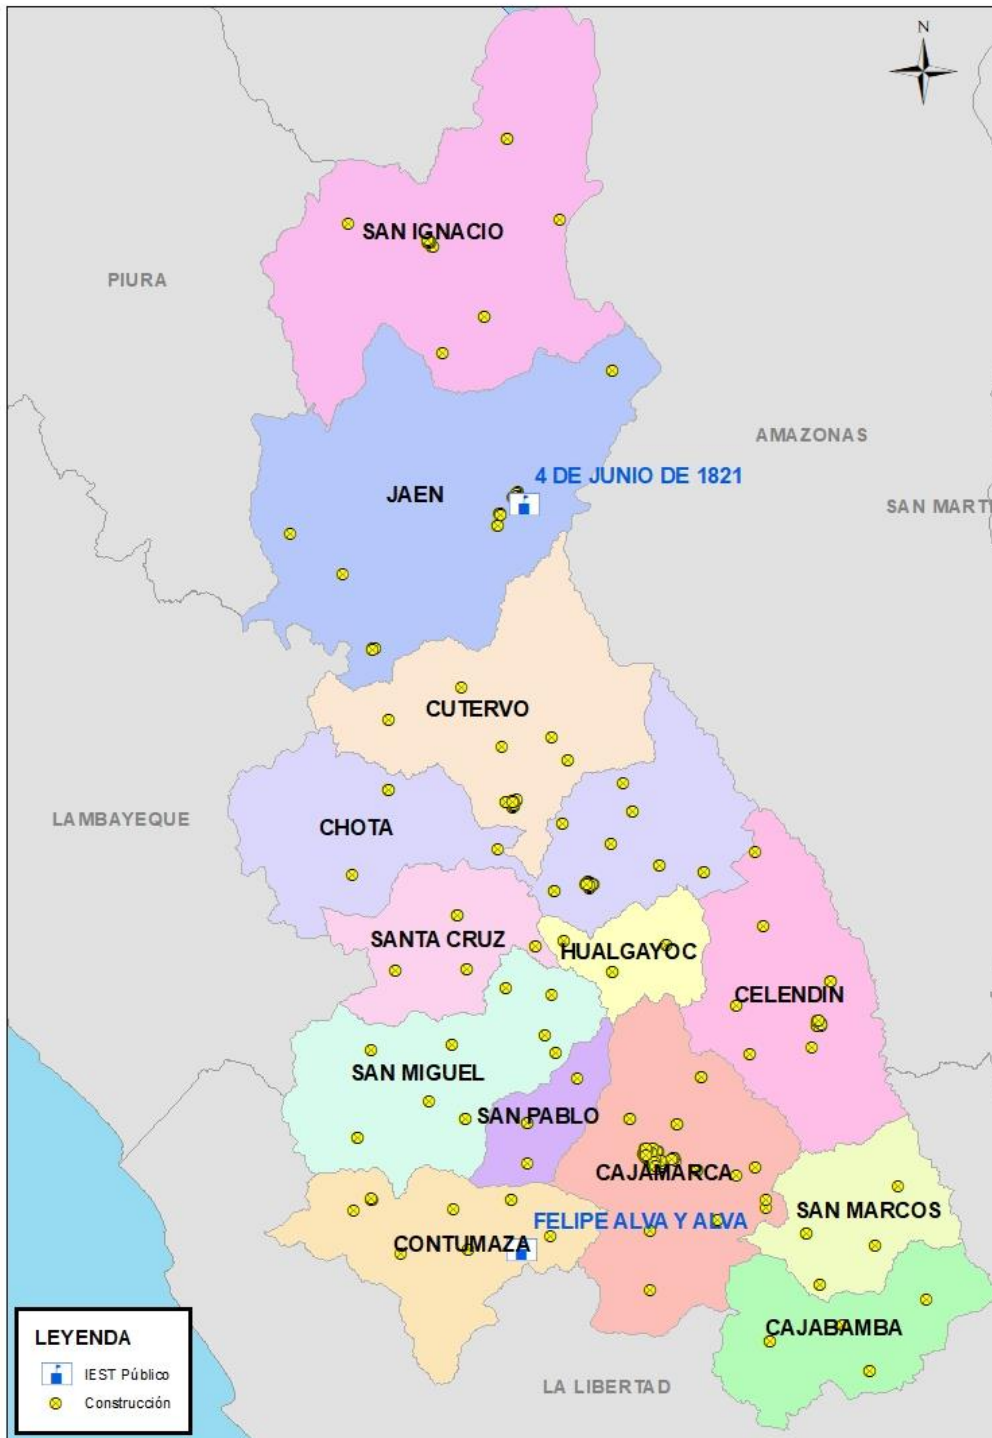 N
SAN IGNACIO
PIURA
AMAZONAS
4 DE JUNIO DE 1821
JAEN
SAN MART
CUTERVO
LAMBAYEQUE
CHOTA
SANTA CRUZ
HUALGAYOC
CELENDIN
SAN MIGUEL
SAN PABLO
CAJAMARCA
SAN MARCOS
FELIPE ALVA Y ALVA
CONTUMAZA
CAJABAMBA
LA LIBERTAD
LEYENDA
IEST Público
Construcción